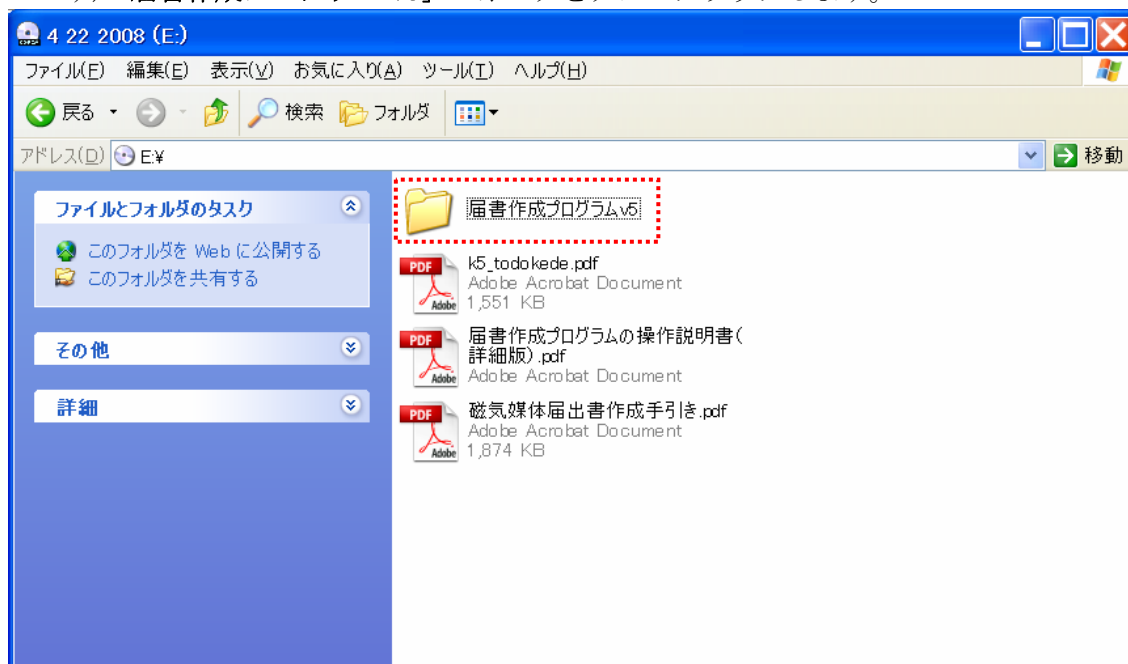 4 22 2008 (E:)
ファイル(F) 編集(E) 表示(V) お気に入り(A) ツール(T) ヘルプ(H)
戻る 検索 フォルダ
アドレス(D) E:¥ 移動
ファイルとフォルダのタスク
このフォルダを Web に公開する
このフォルダを共有する
その他
詳細
届書作成プログラムv5
PDF
Adobe
k5_todokede.pdf
Adobe Acrobat Document
1,551 KB
PDF
Adobe
届書作成プログラムの操作説明書(
詳細版).pdf
Adobe Acrobat Document
PDF
Adobe
磁気媒体届出書作成手引き.pdf
Adobe Acrobat Document
1,874 KB